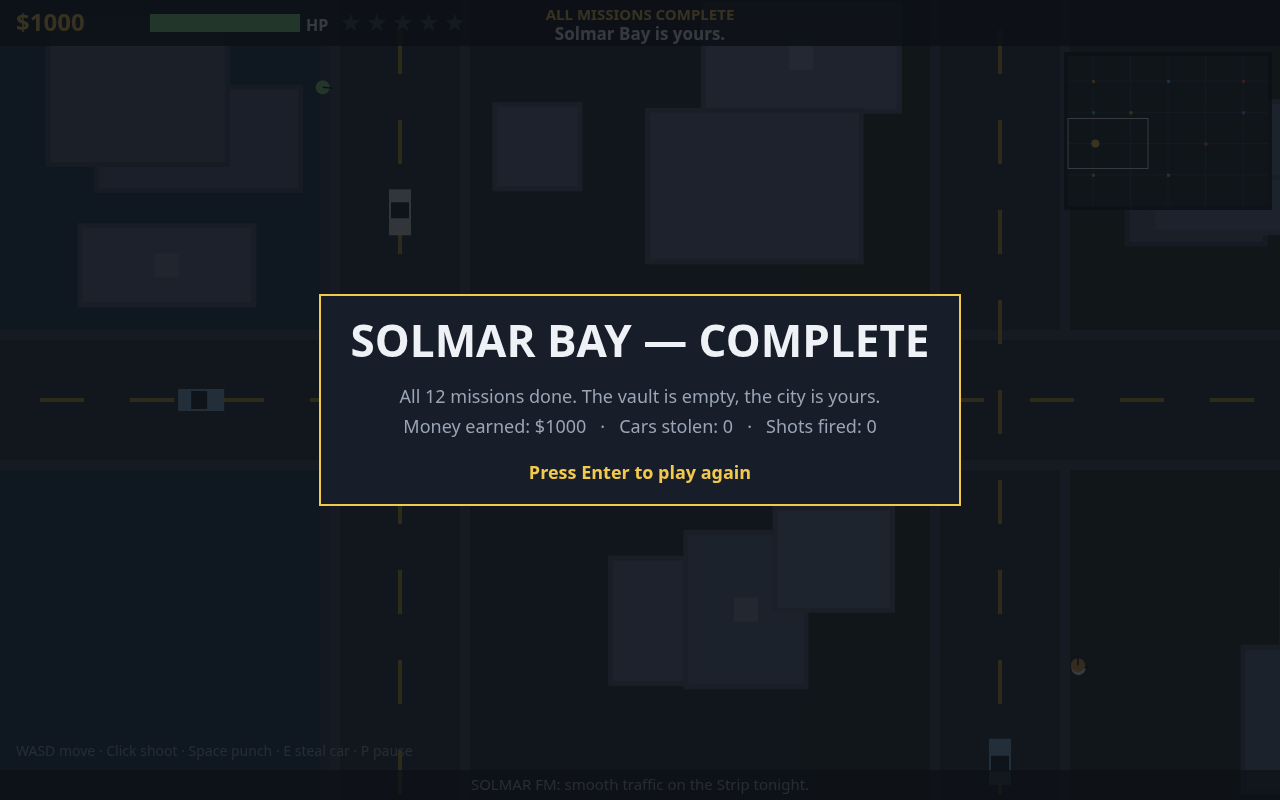 $1000
HP
ALL MISSIONS COMPLETE
Solmar Bay is yours.
SOLMAR BAY — COMPLETE
All 12 missions done. The vault is empty, the city is yours.
Money earned: $1000 · Cars stolen: 0 · Shots fired: 0
Press Enter to play again
WASD move · Click shoot · Space punch · E steal car · P pause
SOLMAR FM: smooth traffic on the Strip tonight.